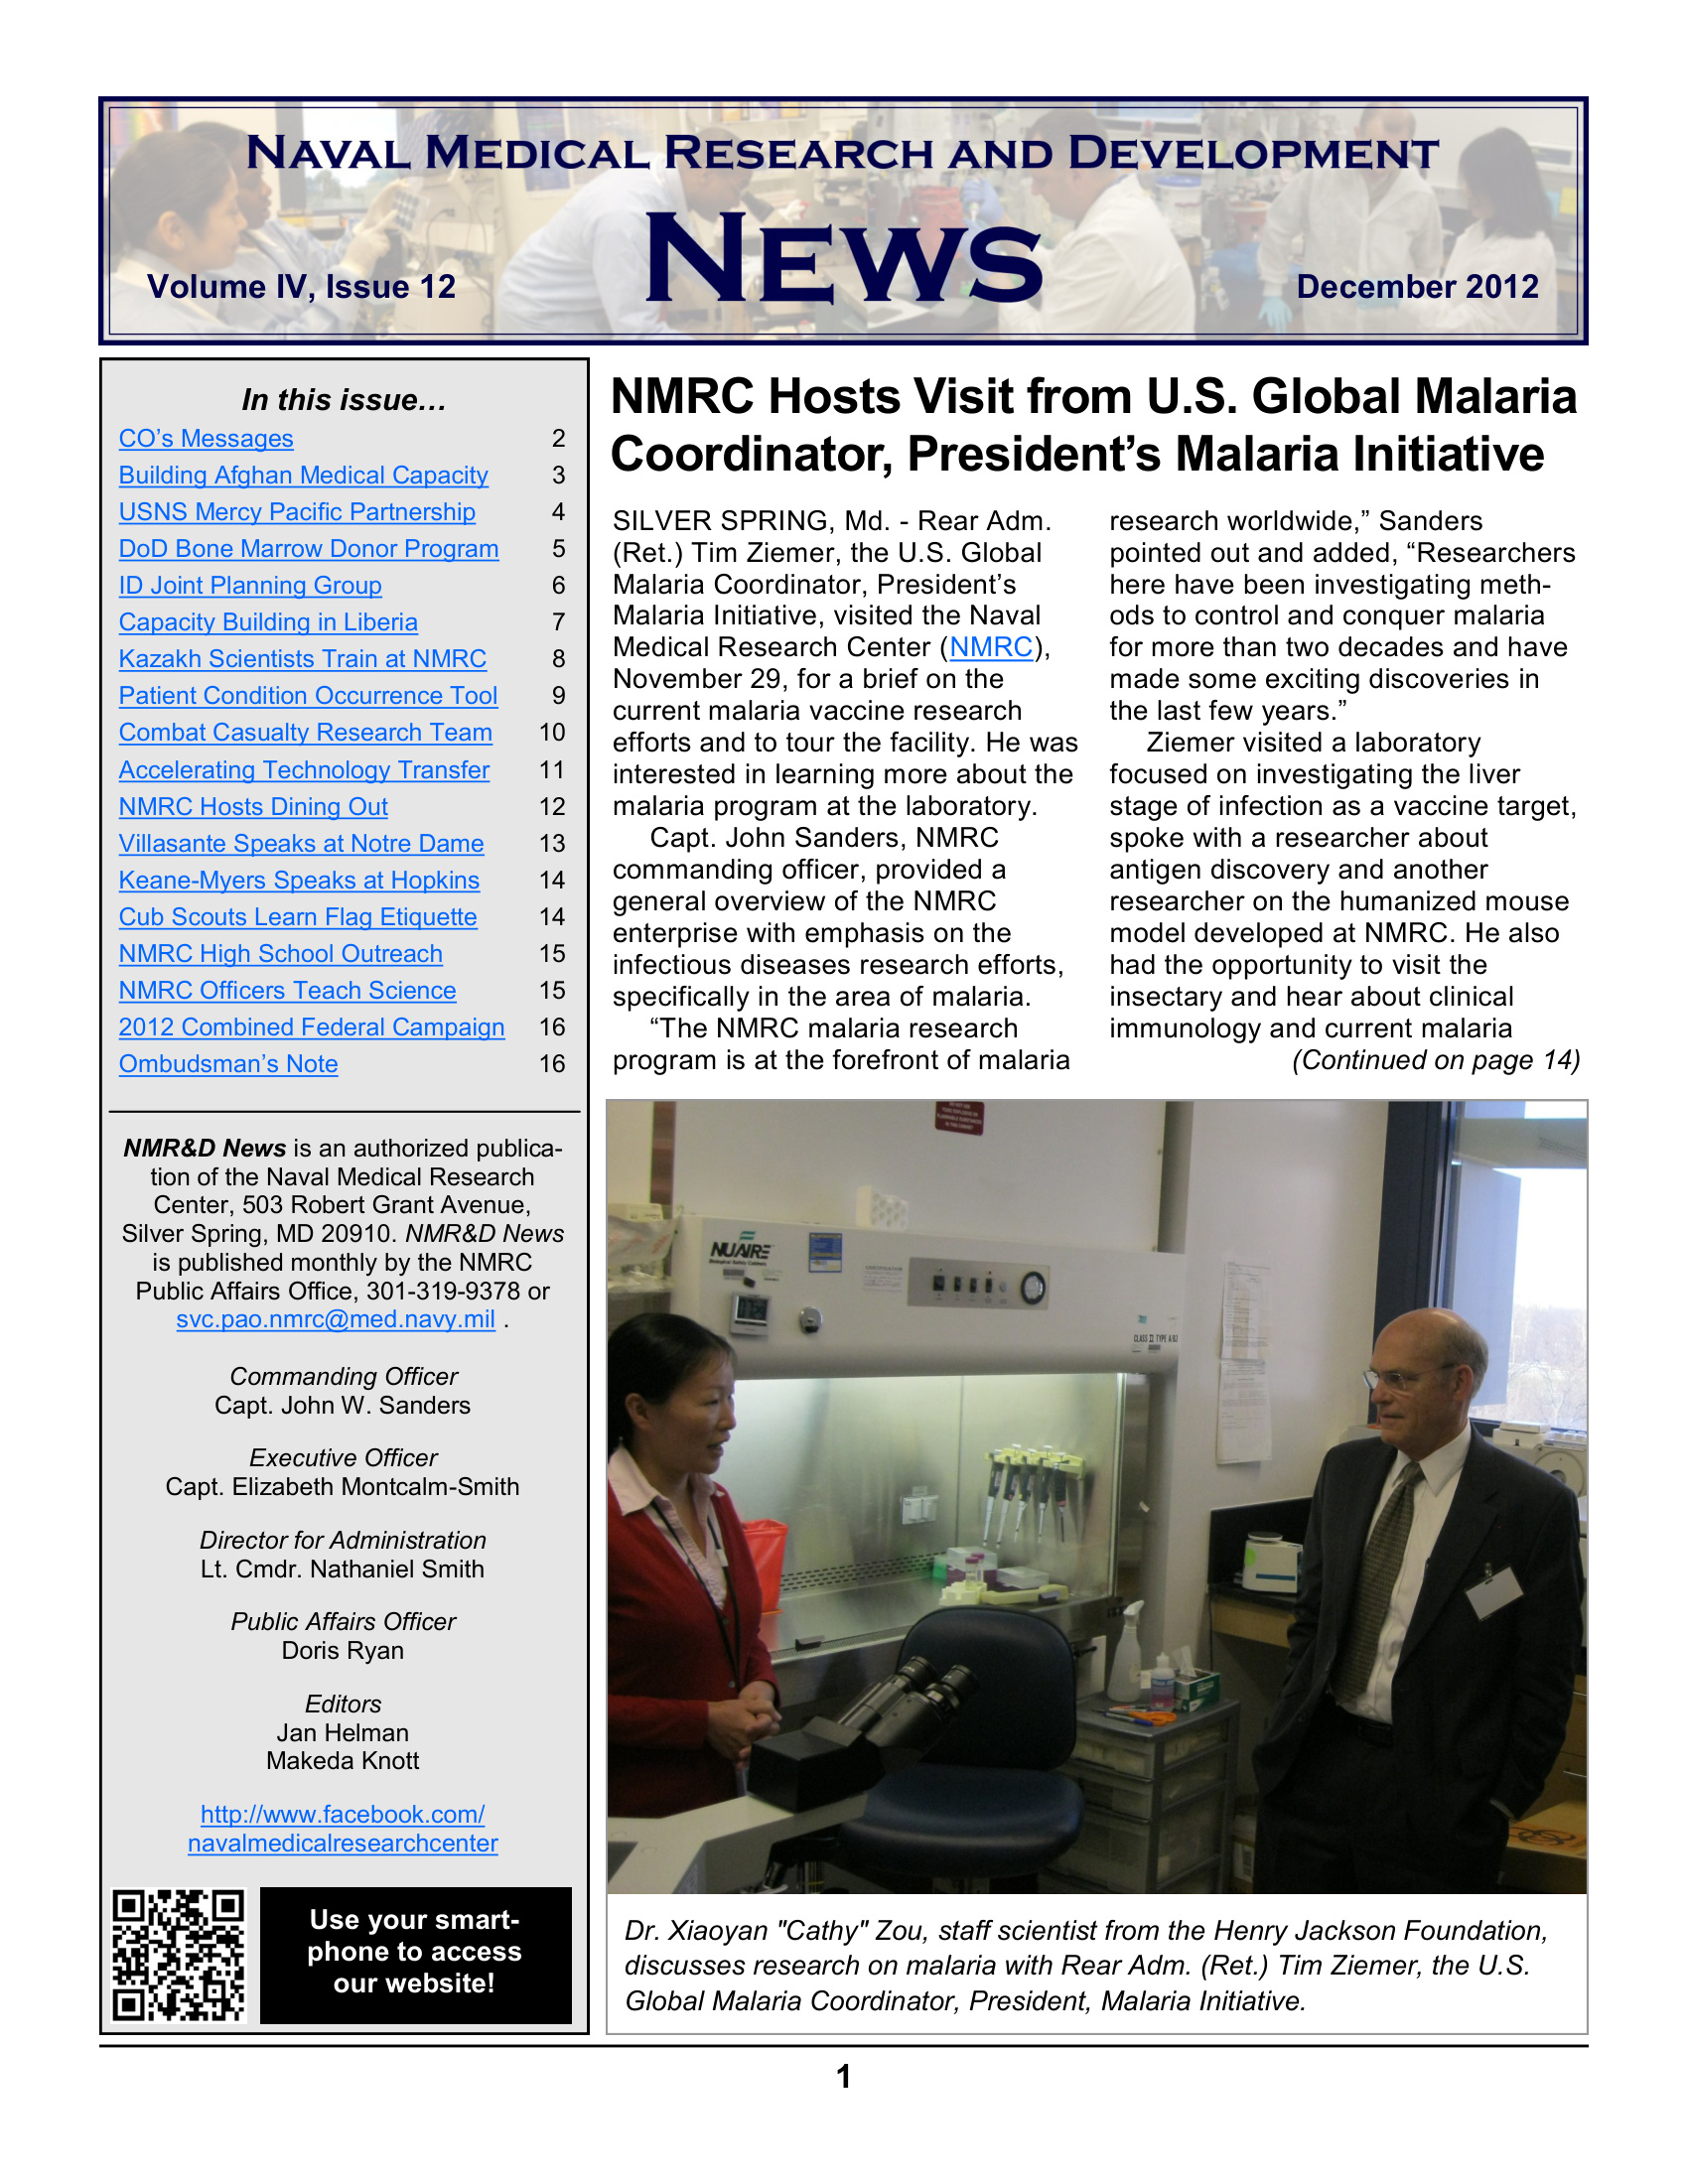 NAVAL MEDICAL RESEARCH AND DEVELOPMENT
NEWS
Volume IV, Issue 12
December 2012
In this issue…
CO's Messages 2
Building Afghan Medical Capacity 3
USNS Mercy Pacific Partnership 4
DoD Bone Marrow Donor Program 5
ID Joint Planning Group 6
Capacity Building in Liberia 7
Kazakh Scientists Train at NMRC 8
Patient Condition Occurrence Tool 9
Combat Casualty Research Team 10
Accelerating Technology Transfer 11
NMRC Hosts Dining Out 12
Villasante Speaks at Notre Dame 13
Keane-Myers Speaks at Hopkins 14
Cub Scouts Learn Flag Etiquette 14
NMRC High School Outreach 15
NMRC Officers Teach Science 15
2012 Combined Federal Campaign 16
Ombudsman's Note 16
NMR&D News is an authorized publica-
tion of the Naval Medical Research
Center, 503 Robert Grant Avenue,
Silver Spring, MD 20910. NMR&D News
is published monthly by the NMRC
Public Affairs Office, 301-319-9378 or
svc.pao.nmrc@med.navy.mil .
Commanding Officer
Capt. John W. Sanders
Executive Officer
Capt. Elizabeth Montcalm-Smith
Director for Administration
Lt. Cmdr. Nathaniel Smith
Public Affairs Officer
Doris Ryan
Editors
Jan Helman
Makeda Knott
http://www.facebook.com/
navalmedicalresearchcenter
Use your smart-
phone to access
our website!
NMRC Hosts Visit from U.S. Global Malaria
Coordinator, President's Malaria Initiative
SILVER SPRING, Md. - Rear Adm.
(Ret.) Tim Ziemer, the U.S. Global
Malaria Coordinator, President's
Malaria Initiative, visited the Naval
Medical Research Center (NMRC),
November 29, for a brief on the
current malaria vaccine research
efforts and to tour the facility. He was
interested in learning more about the
malaria program at the laboratory.
Capt. John Sanders, NMRC
commanding officer, provided a
general overview of the NMRC
enterprise with emphasis on the
infectious diseases research efforts,
specifically in the area of malaria.
“The NMRC malaria research
program is at the forefront of malaria
research worldwide,” Sanders
pointed out and added, “Researchers
here have been investigating meth-
ods to control and conquer malaria
for more than two decades and have
made some exciting discoveries in
the last few years.”
Ziemer visited a laboratory
focused on investigating the liver
stage of infection as a vaccine target,
spoke with a researcher about
antigen discovery and another
researcher on the humanized mouse
model developed at NMRC. He also
had the opportunity to visit the
insectary and hear about clinical
immunology and current malaria
(Continued on page 14)
NUAIRE
Biological Safety Cabinets
CLASS II TYPE A/B3
Dr. Xiaoyan "Cathy" Zou, staff scientist from the Henry Jackson Foundation,
discusses research on malaria with Rear Adm. (Ret.) Tim Ziemer, the U.S.
Global Malaria Coordinator, President, Malaria Initiative.
1